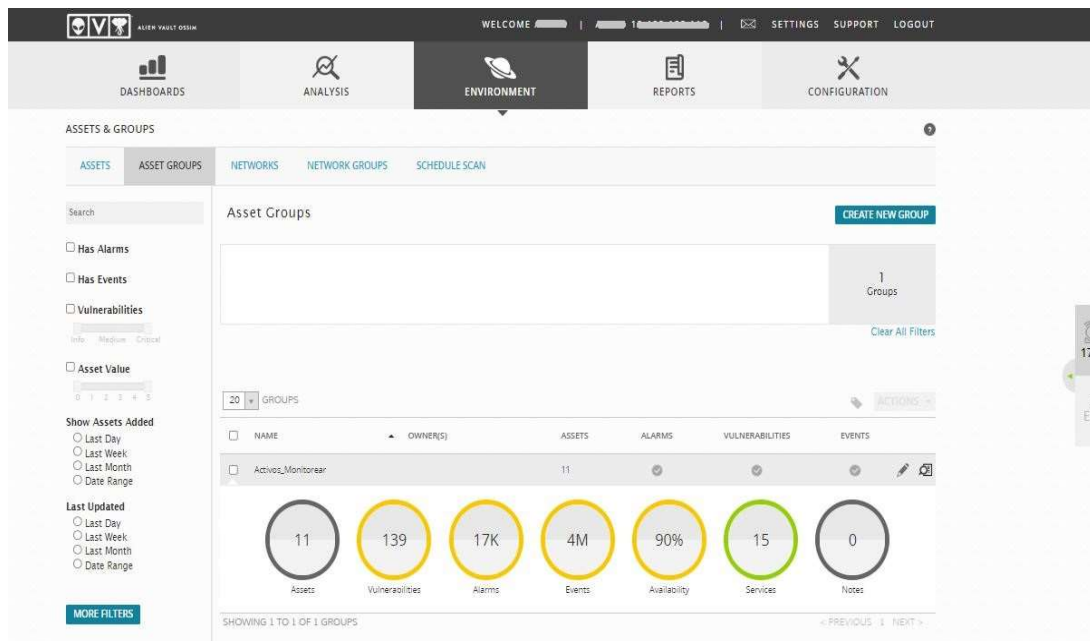 ALIEN VAULT OSSIM
WELCOME | | SETTINGS SUPPORT LOGOUT
DASHBOARDS ANALYSIS ENVIRONMENT REPORTS CONFIGURATION
ASSETS & GROUPS
ASSETS ASSET GROUPS NETWORKS NETWORK GROUPS SCHEDULE SCAN
Search
Asset Groups
CREATE NEW GROUP
Has Alarms
Has Events
Vulnerabilities
Info Medium Critical
Asset Value
0 1 2 3 4 5
Show Assets Added
Last Day
Last Week
Last Month
Date Range
Last Updated
Last Day
Last Week
Last Month
Date Range
MORE FILTERS
1
Groups
Clear All Filters
20 GROUPS
ACTIONS
NAME OWNER(S) ASSETS ALARMS VULNERABILITIES EVENTS
Activos_Monitorear 11
11 139 17K 4M 90% 15 0
Assets Vulnerabilities Alarms Events Availability Services Notes
SHOWING 1 TO 1 OF 1 GROUPS
< PREVIOUS 1 NEXT >
17
E